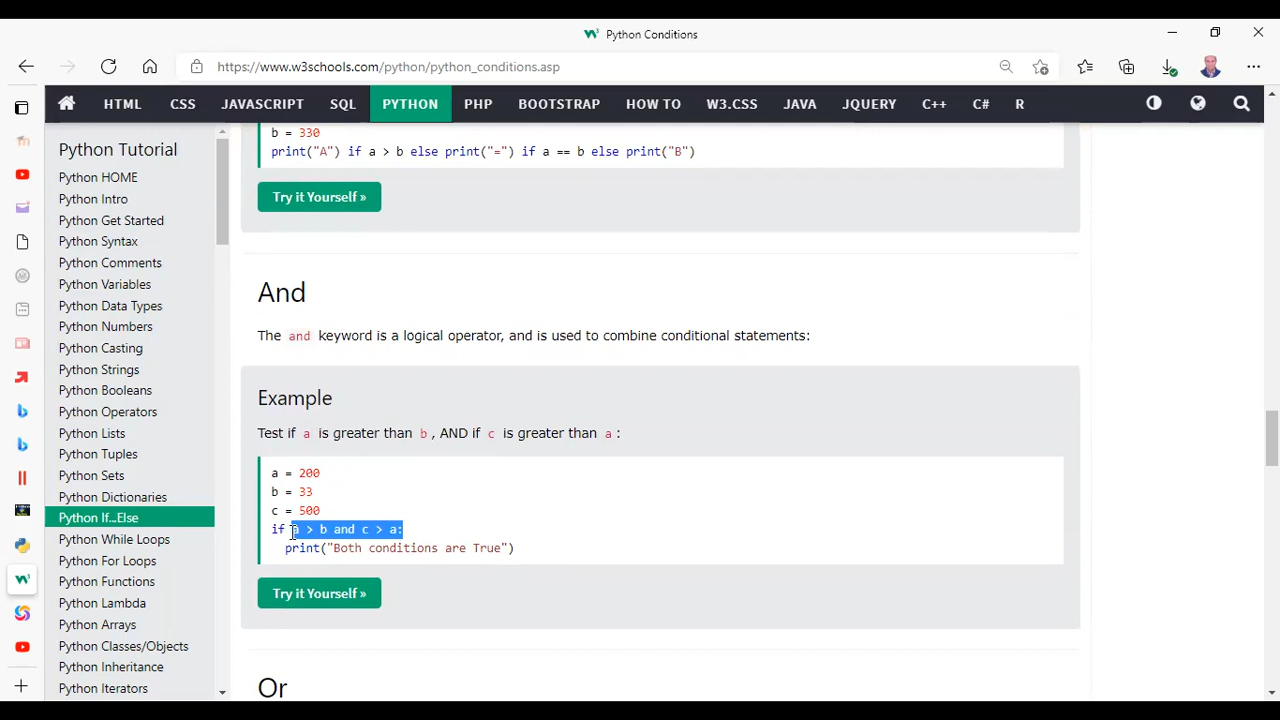 Python Conditions
https://www.w3schools.com/python/python_conditions.asp
HTML CSS JAVASCRIPT SQL PYTHON PHP BOOTSTRAP HOW TO W3.CSS JAVA JQUERY C++ C# R
Python Tutorial
Python HOME
Python Intro
Python Get Started
Python Syntax
Python Comments
Python Variables
Python Data Types
Python Numbers
Python Casting
Python Strings
Python Booleans
Python Operators
Python Lists
Python Tuples
Python Sets
Python Dictionaries
Python If...Else
Python While Loops
Python For Loops
Python Functions
Python Lambda
Python Arrays
Python Classes/Objects
Python Inheritance
Python Iterators
b = 330
print("A") if a > b else print("=") if a == b else print("B")
Try it Yourself »
And
The and keyword is a logical operator, and is used to combine conditional statements:
Example
Test if a is greater than b , AND if c is greater than a :
a = 200
b = 33
c = 500
if a > b and c > a:
print("Both conditions are True")
Try it Yourself »
Or